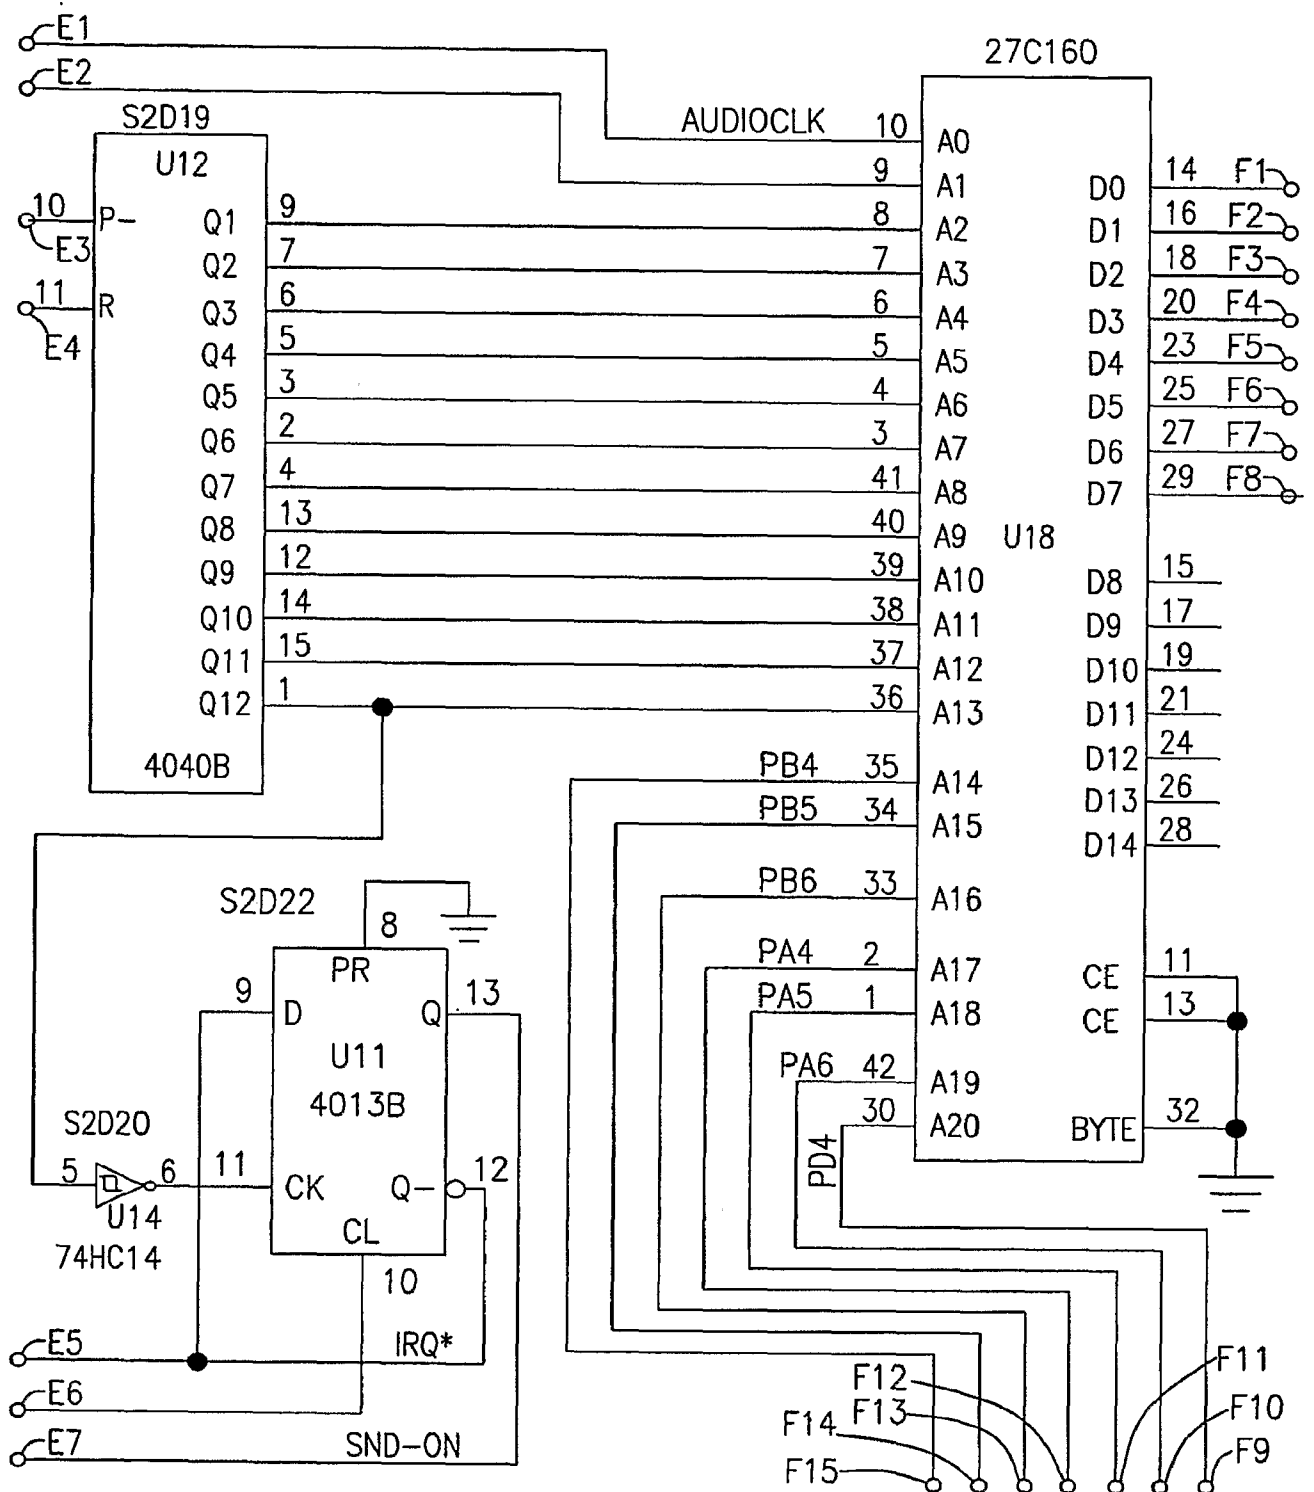 E1
27C160
E2
S2D19
AUDIOCLK 10 A0
U12
9 A1
D0 14 F1
10 P- Q1 9 8 A2
D1 16 F2
E3
Q2 7 7 A3
D2 18 F3
11 R Q3 6 6 A4
D3 20 F4
E4
Q4 5 5 A5
D4 23 F5
Q5 3 4 A6
D5 25 F6
Q6 2 3 A7
D6 27 F7
Q7 4 41 A8
D7 29 F8
Q8 13 40 A9 U18
Q9 12 39 A10
D8 15
Q10 14 38 A11
D9 17
Q11 15 37 A12
D10 19
Q12 1 36 A13
D11 21
4040B
D12 24
PB4 35 A14
D13 26
PB5 34 A15
D14 28
S2D22
PB6 33 A16
8
PR
PA4 2 A17
CE 11
9 D Q 13
PA5 1 A18
CE 13
U11
PA6 42 A19
4013B
S2D20
30 A20
BYTE 32
PD4
5 6 11 CK Q- 12
U14
CL
74HC14
10
E5
IRQ*
E6
F12
F11
F13
F14
F10
E7
SND-ON
F15
F9